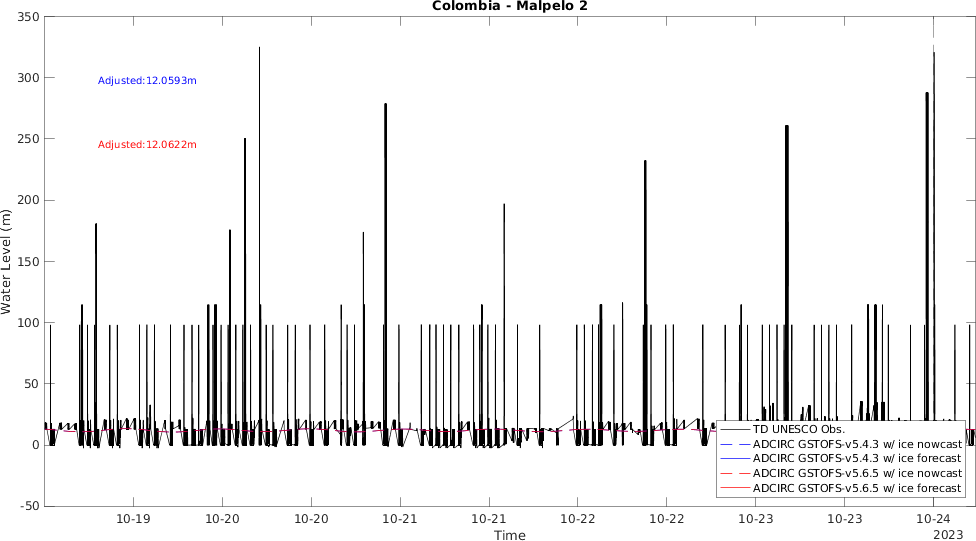 Colombia - Malpelo 2
350
300
250
200
150
100
50
0
-50
Water Level (m)
Adjusted:12.0593m
Adjusted:12.0622m
TD UNESCO Obs.
ADCIRC GSTOFS-v5.4.3 w/ ice nowcast
ADCIRC GSTOFS-v5.4.3 w/ ice forecast
ADCIRC GSTOFS-v5.6.5 w/ ice nowcast
ADCIRC GSTOFS-v5.6.5 w/ ice forecast
10-19 10-20 10-20 10-21 10-21 10-22 10-22 10-23 10-23 10-24
Time
2023